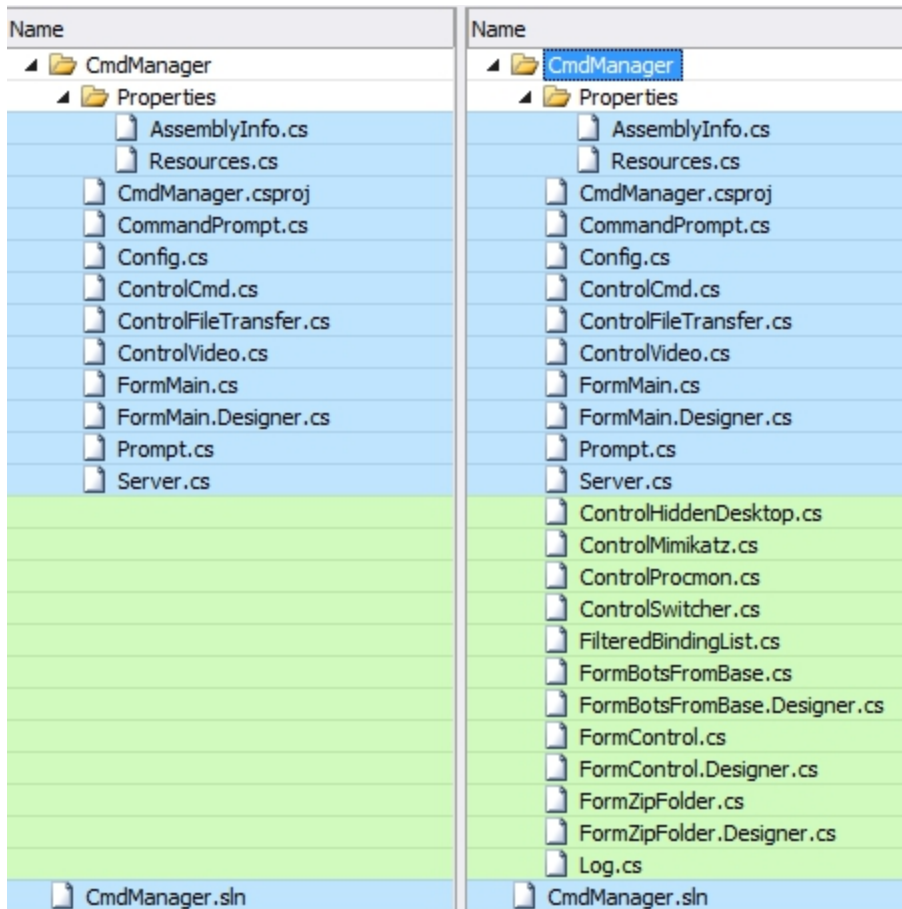 Name
CmdManager
Properties
AssemblyInfo.cs
Resources.cs
CmdManager.csproj
CommandPrompt.cs
Config.cs
ControlCmd.cs
ControlFileTransfer.cs
ControlVideo.cs
FormMain.cs
FormMain.Designer.cs
Prompt.cs
Server.cs
CmdManager.sln
Name
CmdManager
Properties
AssemblyInfo.cs
Resources.cs
CmdManager.csproj
CommandPrompt.cs
Config.cs
ControlCmd.cs
ControlFileTransfer.cs
ControlVideo.cs
FormMain.cs
FormMain.Designer.cs
Prompt.cs
Server.cs
ControlHiddenDesktop.cs
ControlMimikatz.cs
ControlProcmon.cs
ControlSwitcher.cs
FilteredBindingList.cs
FormBotsFromBase.cs
FormBotsFromBase.Designer.cs
FormControl.cs
FormControl.Designer.cs
FormZipFolder.cs
FormZipFolder.Designer.cs
Log.cs
CmdManager.sln